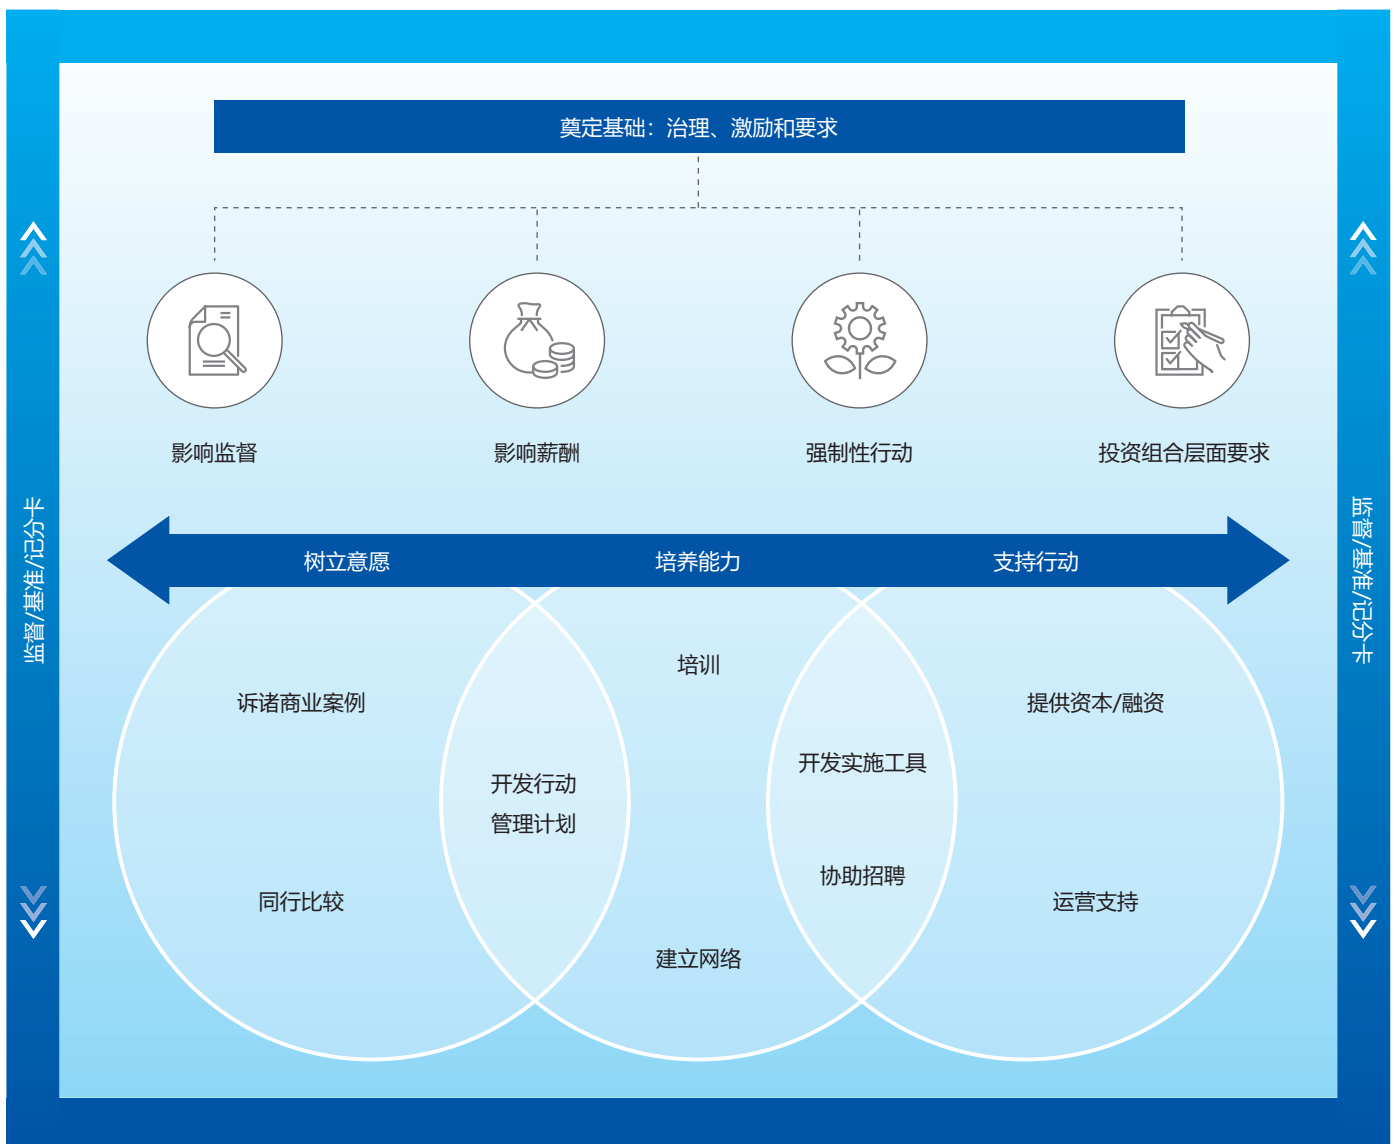 奠定基础：治理、激励和要求
影响监督
影响薪酬
强制性行动
投资组合层面要求
监督/基准/记分卡
监督/基准/记分卡
树立意愿
培养能力
支持行动
诉诸商业案例
同行比较
开发行动
管理计划
培训
建立网络
开发实施工具
协助招聘
提供资本/融资
运营支持